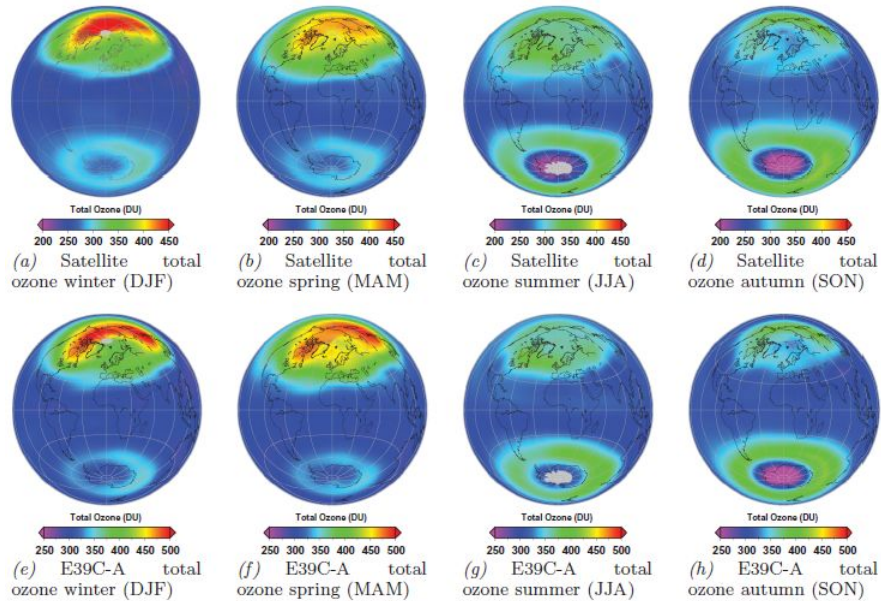 Total Ozone (DU) Total Ozone (DU) Total Ozone (DU) Total Ozone (DU)
200 250 300 350 400 450 200 250 300 350 400 450 200 250 300 350 400 450 200 250 300 350 400 450
(a) Satellite total
ozone winter (DJF)
(b) Satellite total
ozone spring (MAM)
(c) Satellite total
ozone summer (JJA)
(d) Satellite total
ozone autumn (SON)
Total Ozone (DU) Total Ozone (DU) Total Ozone (DU) Total Ozone (DU)
250 300 350 400 450 500 250 300 350 400 450 500 250 300 350 400 450 500 250 300 350 400 450 500
(e) E39C-A total
ozone winter (DJF)
(f) E39C-A total
ozone spring (MAM)
(g) E39C-A total
ozone summer (JJA)
(h) E39C-A total
ozone autumn (SON)